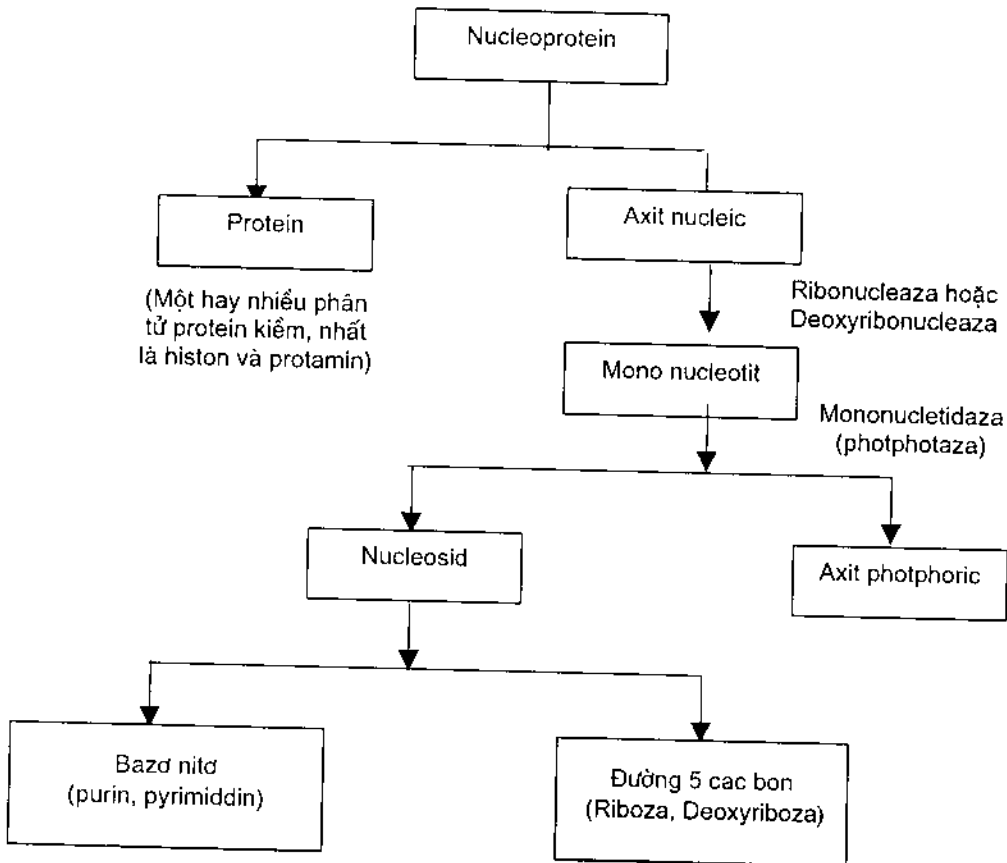 Nucleoprotein
Protein
Axit nucleic
(Một hay nhiều phân
tử protein kiềm, nhất
là histon và protamin)
Ribonucleaza hoặc
Deoxyribonucleaza
Mono nucleotit
Mononucletidaza
(photphotaza)
Nucleosid
Axit photphoric
Bazơ nitơ
(purin, pyrimiddin)
Đường 5 cac bon
(Riboza, Deoxyriboza)